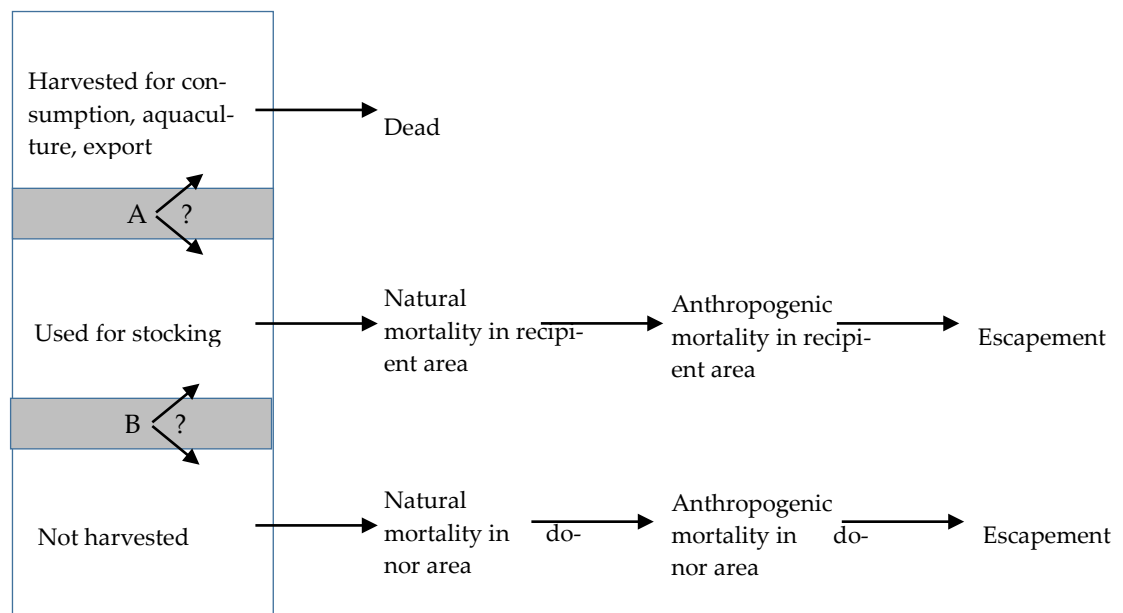 Harvested for con-
sumption, aquacul-
ture, export
Dead
A ?
Used for stocking
Natural
mortality in recipi-
ent area
Anthropogenic
mortality in recipi-
ent area
Escapement
B ?
Not harvested
Natural
mortality in do-
nor area
Anthropogenic
mortality in do-
nor area
Escapement